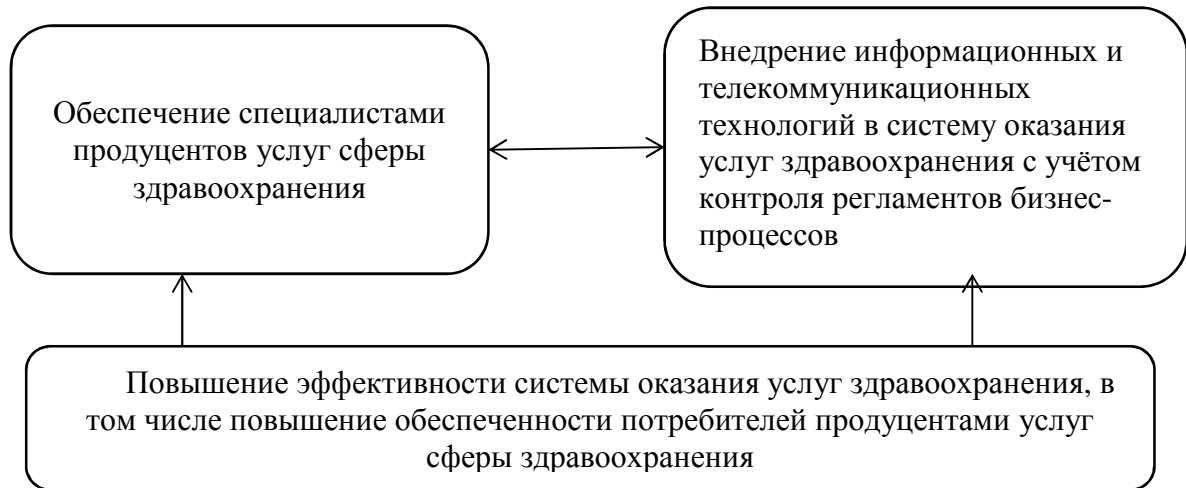 Обеспечение специалистами
продуцентов услуг сферы
здравоохранения
Внедрение информационных и
телекоммуникационных
технологий в систему оказания
услуг здравоохранения с учётом
контроля регламентов бизнес-
процессов
Повышение эффективности системы оказания услуг здравоохранения, в
том числе повышение обеспеченности потребителей продуцентами услуг
сферы здравоохранения